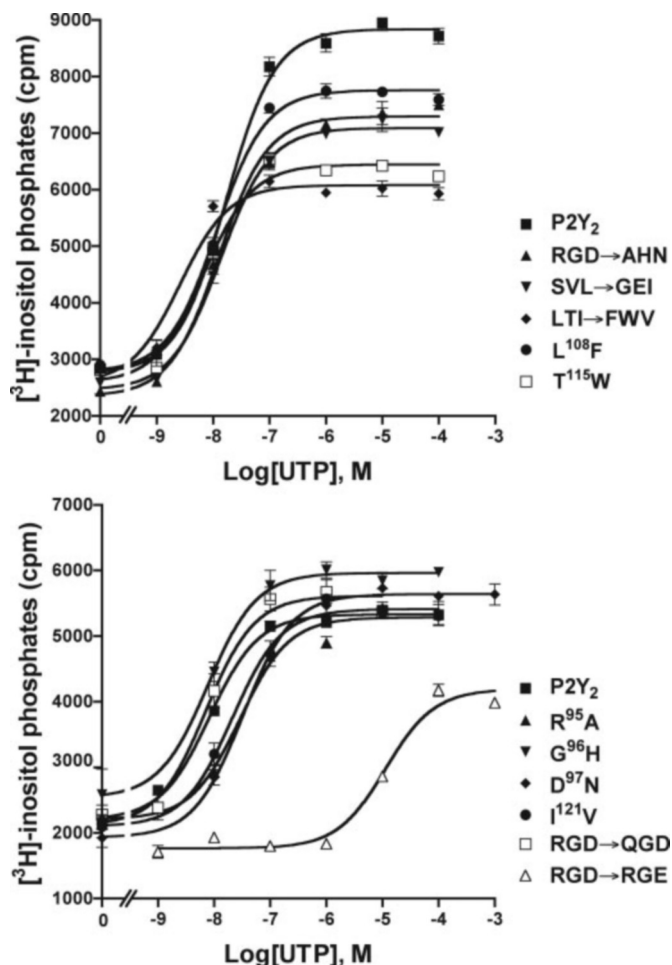 [³H]-inositol phosphates (cpm)
9000
8000
7000
6000
5000
4000
3000
2000
0 -9 -8 -7 -6 -5 -4 -3
Log[UTP], M
P2Y₂
RGD→AHN
SVL→GEI
LTI→FWV
L¹⁰⁸F
T¹¹⁵W
[³H]-inositol phosphates (cpm)
7000
6000
5000
4000
3000
2000
1000
0 -9 -8 -7 -6 -5 -4 -3
Log[UTP], M
P2Y₂
R⁹⁵A
G⁹⁶H
D⁹⁷N
I¹²¹V
RGD→QGD
RGD→RGE